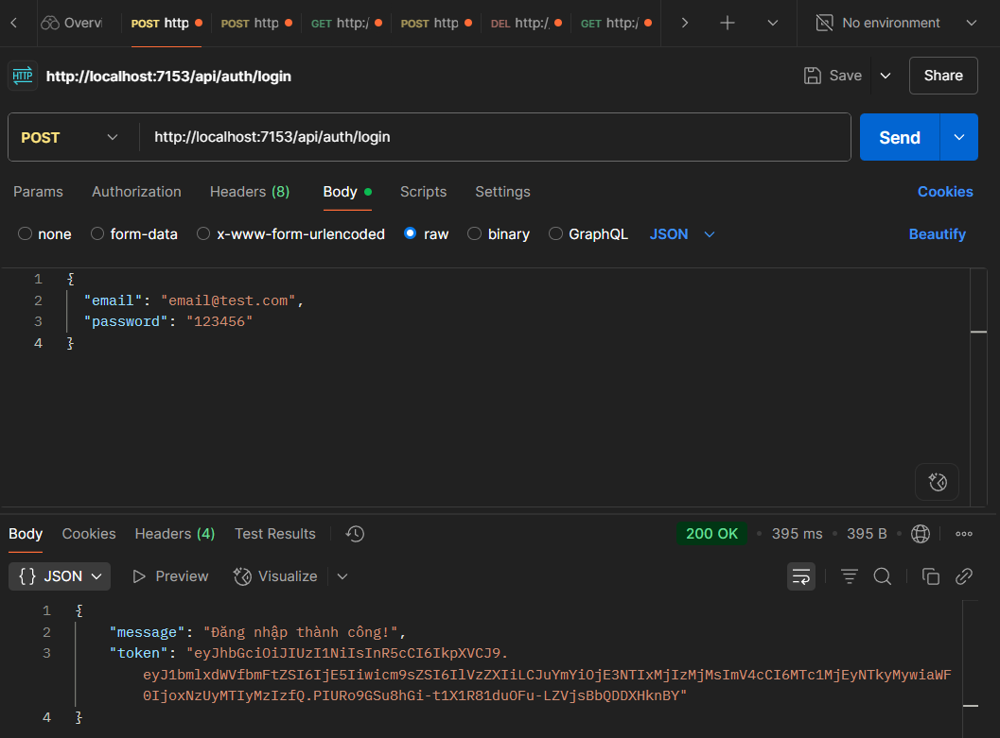 Overvi POST http POST http GET http:/ POST http DEL http:/ GET http:/ No environment
HTTP http://localhost:7153/api/auth/login Save Share
POST http://localhost:7153/api/auth/login Send
Params Authorization Headers (8) Body Scripts Settings Cookies
none form-data x-www-form-urlencoded raw binary GraphQL JSON Beautify
1 {
2 "email": "email@test.com",
3 "password": "123456"
4 }
Body Cookies Headers (4) Test Results 200 OK • 395 ms • 395 B •
{} JSON Preview Visualize
1 {
2 "message": "Đăng nhập thành công!",
3 "token": "eyJhbGciOiJIUzI1NiIsInR5cCI6IkpXVCJ9.
eyJ1bmlxdWVfbmFtZSI6IjE5Iiwicm9sZSI6IlVzZXIiLCJuYmYiOjE3NTIxMjIzMjMsImV4cCI6MTc1MjEyNTkyMywiaWF
0IjoxNzUyMTIyMzIzfQ.PIURo9GSu8hGi-t1X1R81duOFu-LZVjsBbQDDXHknBY"
4 }